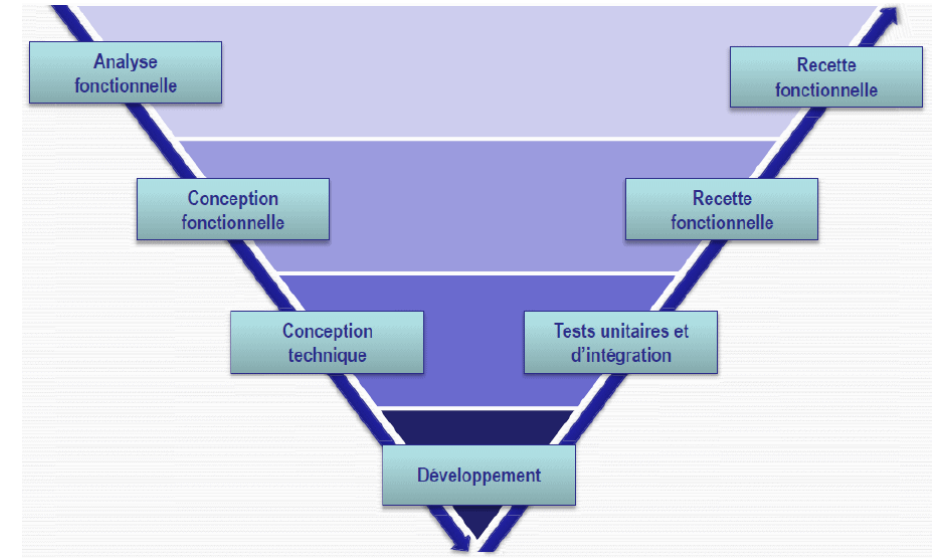 Analyse
fonctionnelle
Recette
fonctionnelle
Conception
fonctionnelle
Recette
fonctionnelle
Conception
technique
Tests unitaires et
d'intégration
Développement